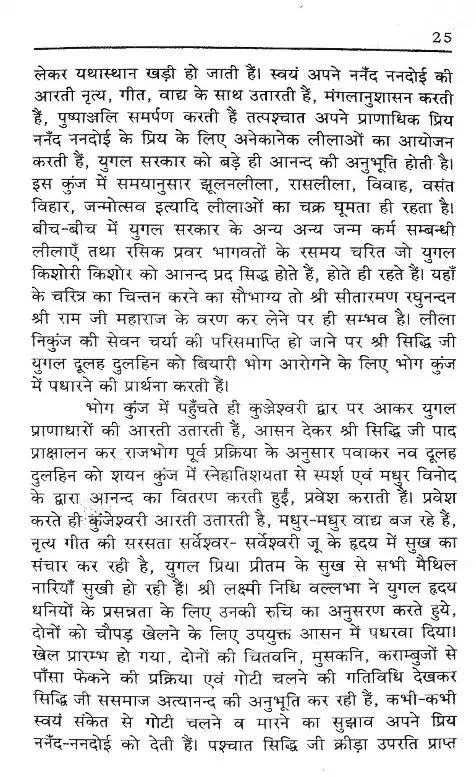 25
लेकर यथास्थान खड़ी हो जाती हैं। स्वयं अपने ननँद ननदोई की
आरती नृत्य, गीत, वाद्य के साथ उतारती हैं, मंगलानुशासन करती
हैं, पुष्पाञ्जलि समर्पण करती हैं तत्पश्चात अपने प्राणाधिक प्रिय
ननँद ननदोई के प्रिय के लिए अनेकानेक लीलाओं का आयोजन
करती हैं, युगल सरकार को बड़े ही आनन्द की अनुभूति होती है।
इस कुंज में समयानुसार झूलनलीला, रासलीला, विवाह, वसंत
विहार, जन्मोत्सव इत्यादि लीलाओं का चक्र घूमता ही रहता है।
बीच-बीच में युगल सरकार के अन्य अन्य जन्म कर्म सम्बन्धी
लीलाएँ तथा रसिक प्रवर भागवतों के रसमय चरित जो युगल
किशोरी किशोर को आनन्द प्रद सिद्ध होते हैं, होते ही रहते हैं। यहाँ
के चरित्र का चिन्तन करने का सौभाग्य तो श्री सीतारमण रघुनन्दन
श्री राम जी महाराज के वरण कर लेने पर ही सम्भव है। लीला
निकुंज की सेवन चर्या की परिसमाप्ति हो जाने पर श्री सिद्धि जी
युगल दूलह दुलहिन को बियारी भोग आरोगने के लिए भोग कुंज
में पधारने की प्रार्थना करती हैं।
भोग कुंज में पहुँचते ही कुञ्जेश्वरी द्वार पर आकर युगल
प्राणाधारों की आरती उतारती हैं, आसन देकर श्री सिद्धि जी पाद
प्राक्षालन कर राजभोग पूर्व प्रक्रिया के अनुसार पवाकर नव दूलह
दुलहिन को शयन कुंज में स्नेहातिशयता से स्पर्श एवं मधुर विनोद
के द्वारा आनन्द का वितरण करती हुईं, प्रवेश कराती हैं। प्रवेश
करते ही कुंजेश्वरी आरती उतारती है, मधुर-मधुर वाद्य बज रहे हैं,
नृत्य गीत की सरसता सर्वेश्वर- सर्वेश्वरी जू के हृदय में सुख का
संचार कर रही है, युगल प्रिया प्रीतम के सुख से सभी मैथिल
नारियाँ सुखी हो रही हैं। श्री लक्ष्मी निधि वल्लभा ने युगल हृदय
धनियों के प्रसन्नता के लिए उनकी रुचि का अनुसरण करते हुये,
दोनों को चौपड़ खेलने के लिए उपयुक्त आसन में पधरवा दिया।
खेल प्रारम्भ हो गया, दोनों की चितवनि, मुसकनि, कराम्बुजों से
पाँसा फेकने की प्रक्रिया एवं गोटी चलने की गतिविधि देखकर
सिद्धि जी ससमाज अत्यानन्द की अनुभूति कर रही हैं, कभी-कभी
स्वयं संकेत से गोटी चलने व मारने का सुझाव अपने प्रिय
ननँद-ननदोई को देती हैं। पश्चात सिद्धि जी क्रीड़ा उपरति प्राप्त